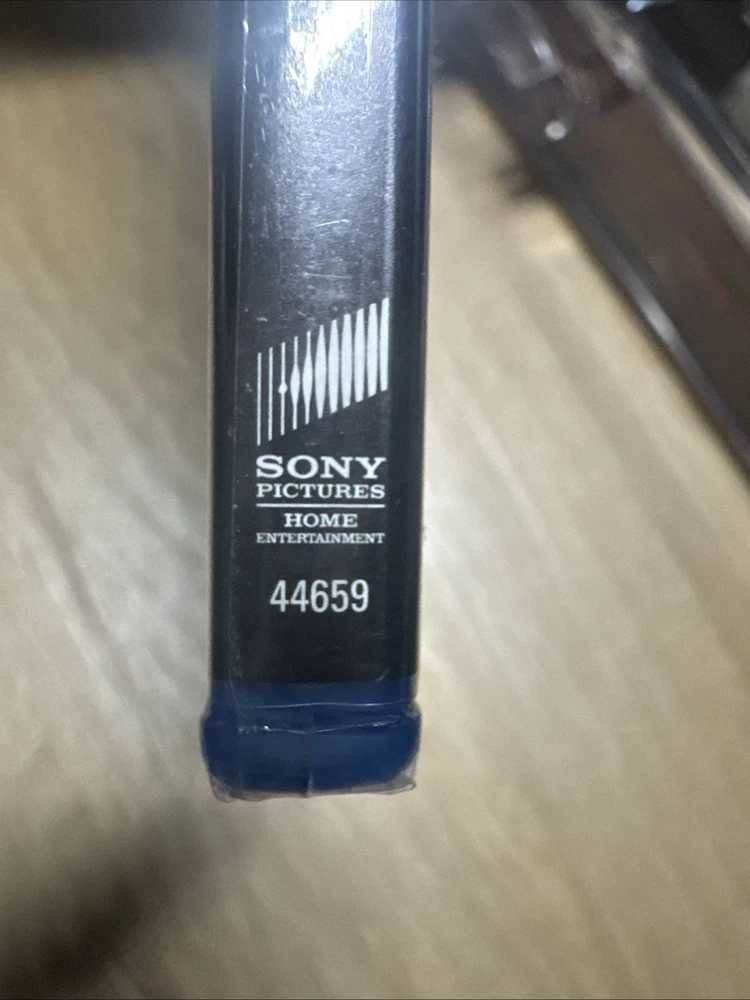 SONY
PICTURES
HOME
ENTERTAINMENT
44659